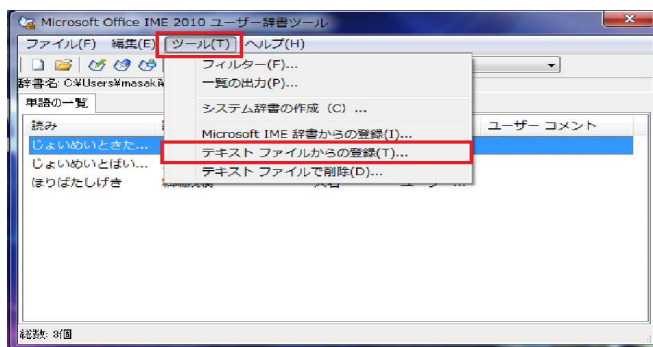 Microsoft Office IME 2010 ユーザー辞書ツール
ファイル(F) 編集(E) ツール(T) ヘルプ(H)
フィルター(F)...
辞書名: C:¥Users¥masaki
一覧の出力(P)...
単語の一覧
システム辞書の作成 (C) ...
読み ユーザー コメント
Microsoft IME 辞書からの登録(I)...
じょいめいときた...
テキスト ファイルからの登録(T)...
じょいめいとばい...
テキスト ファイルで削除(D)...
ほりばたしげき
総数: 3個